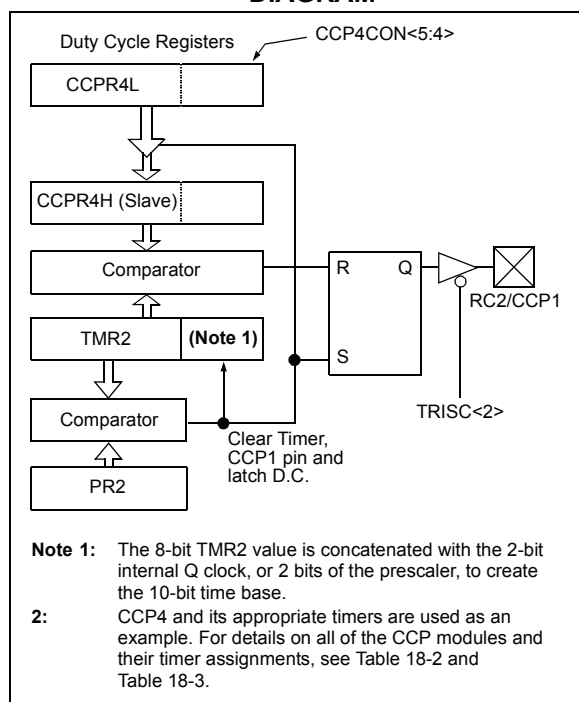 DIAGRAM
Duty Cycle Registers
CCP4CON<5:4>
CCPR4L
CCPR4H (Slave)
Comparator
R
Q
RC2/CCP1
TMR2
(Note 1)
S
Comparator
TRISC<2>
Clear Timer,
CCP1 pin and
latch D.C.
PR2
Note 1: The 8-bit TMR2 value is concatenated with the 2-bit
internal Q clock, or 2 bits of the prescaler, to create
the 10-bit time base.
2: CCP4 and its appropriate timers are used as an
example. For details on all of the CCP modules and
their timer assignments, see Table 18-2 and
Table 18-3.